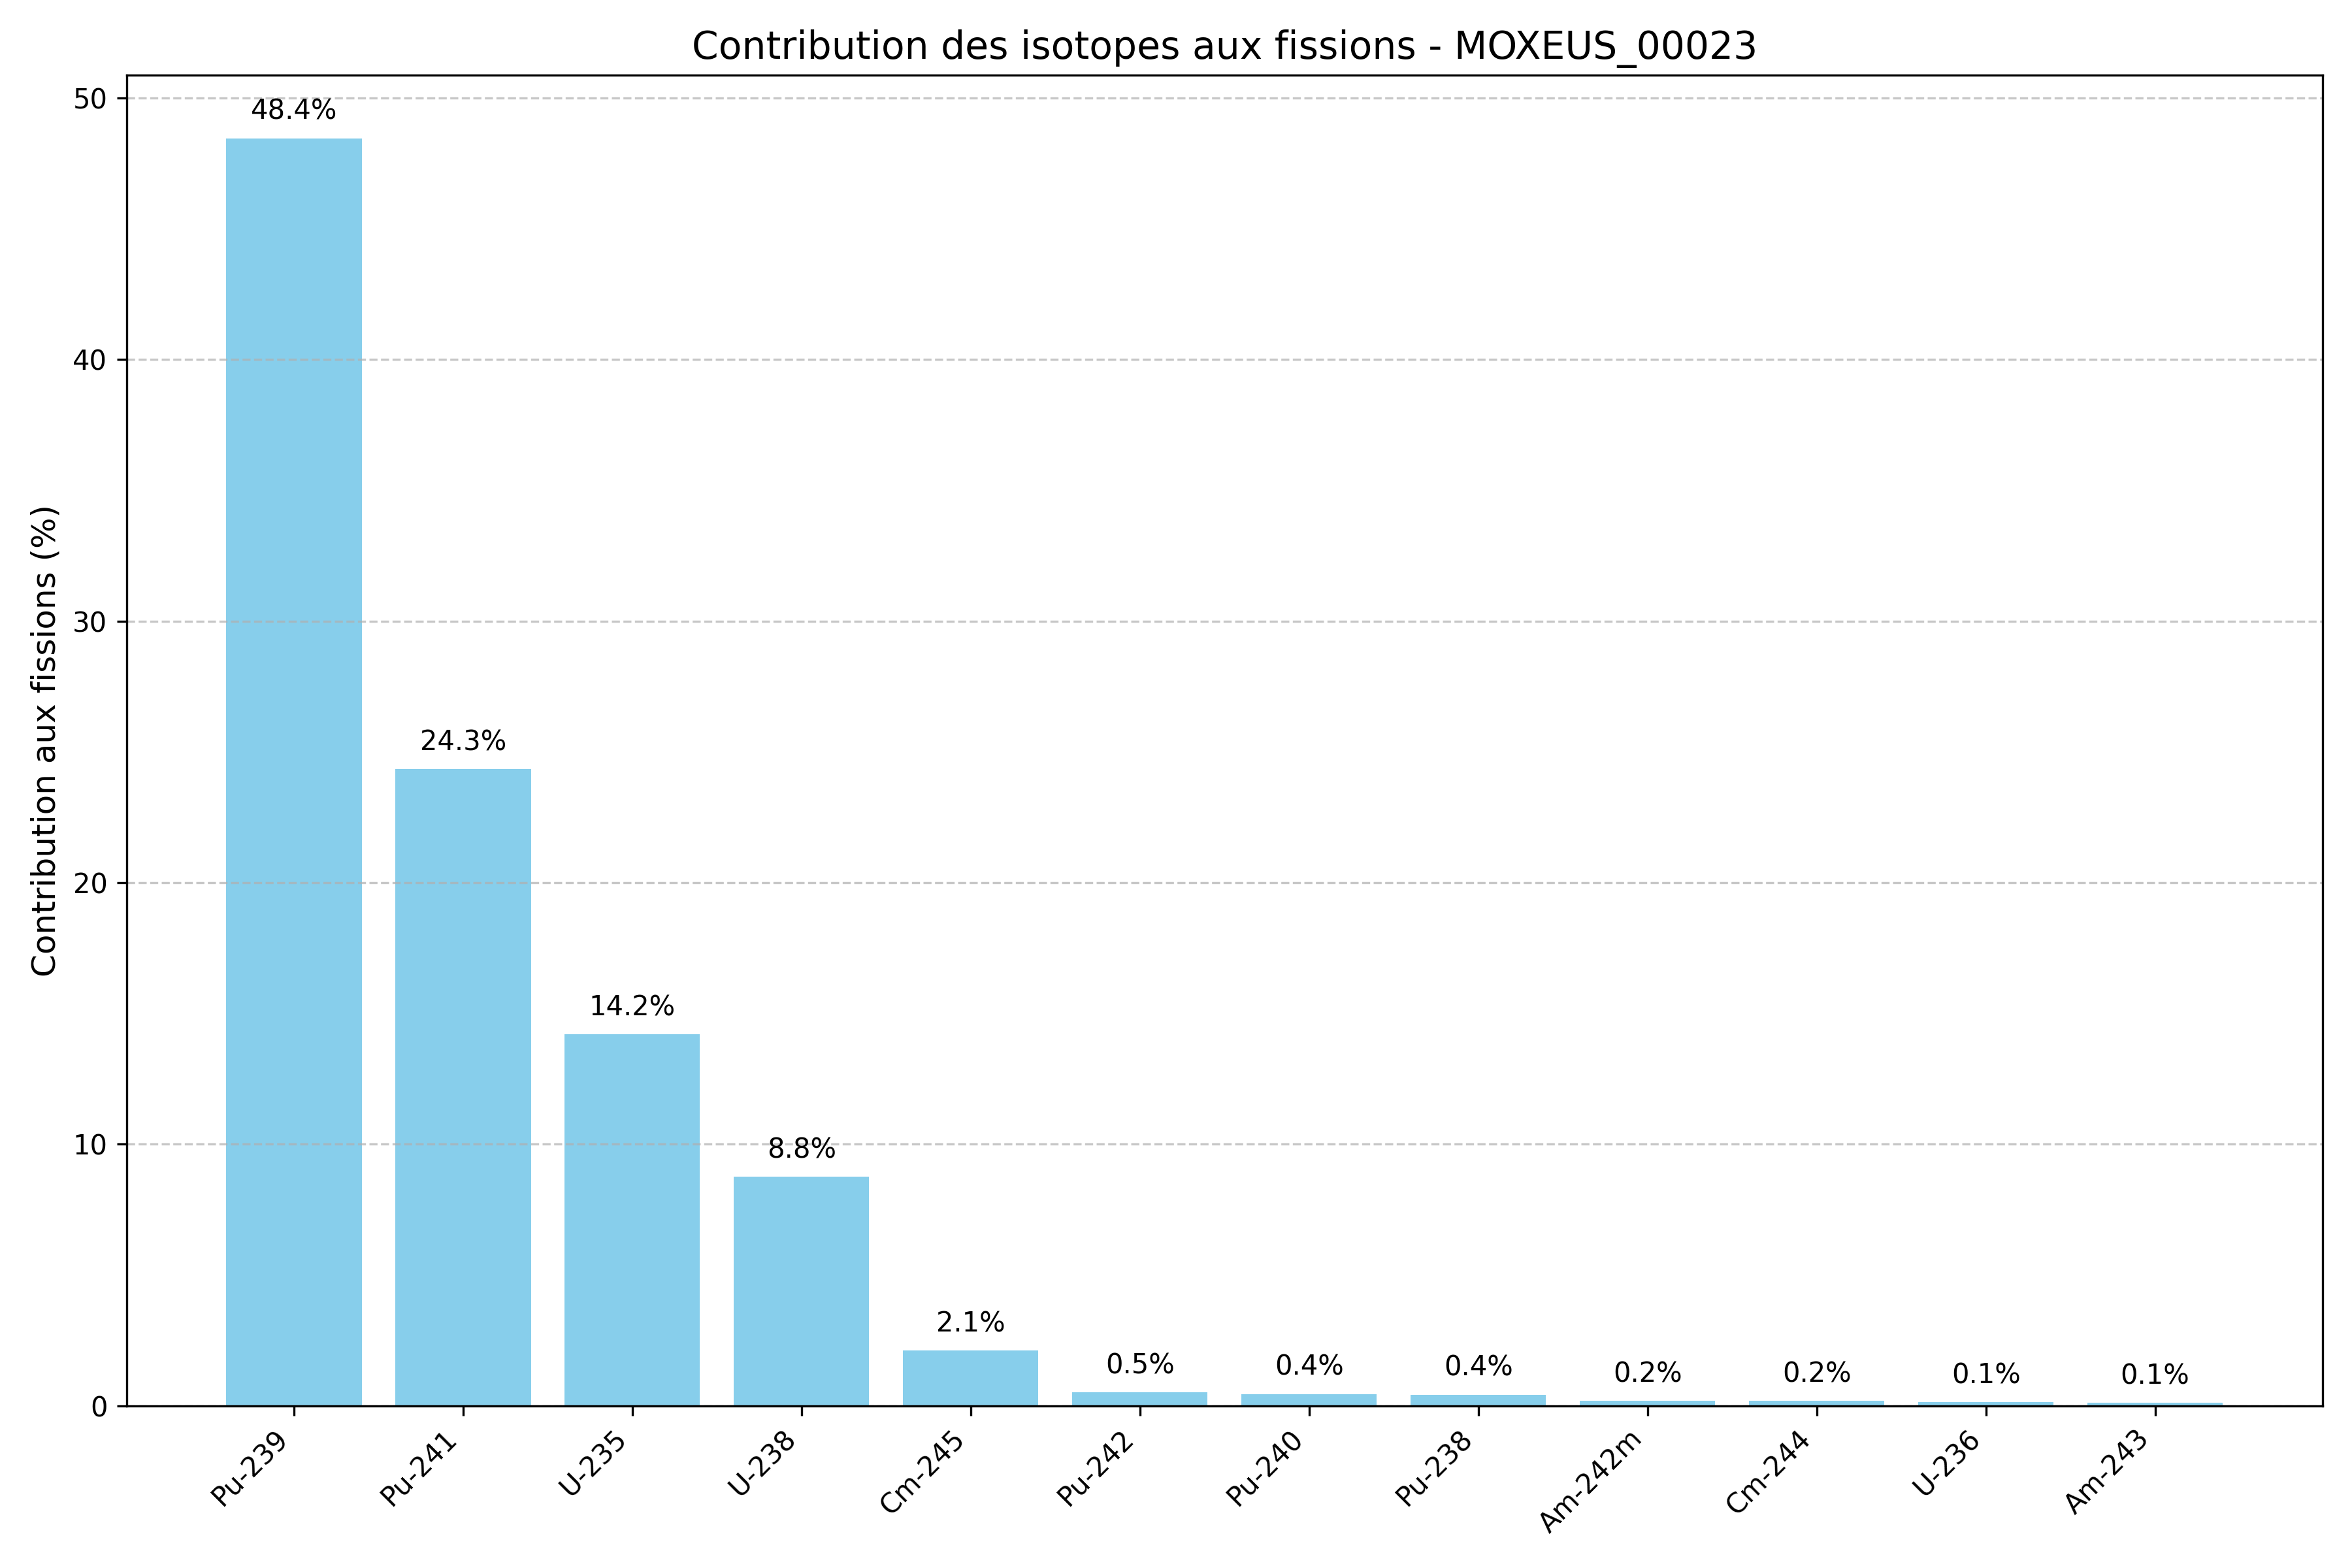 Contribution des isotopes aux fissions - MOXEUS_00023
Contribution aux fissions (%)
50
40
30
20
10
0
48.4%
24.3%
14.2%
8.8%
2.1%
0.5%
0.4%
0.4%
0.2%
0.2%
0.1%
0.1%
Pu-239
Pu-241
U-235
U-238
Cm-245
Pu-242
Pu-240
Pu-238
Am-242m
Cm-244
U-236
Am-243